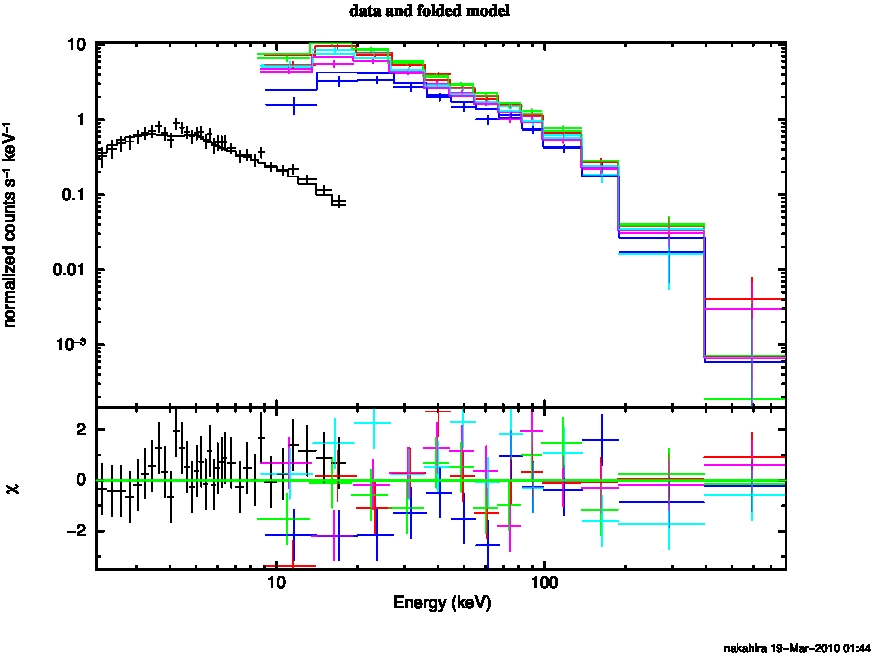 data and folded model
10
1
0.1
0.01
10⁻³
normalized counts s⁻¹ keV⁻¹
2
0
−2
χ
10
100
Energy (keV)
nakahira 19−Mar−2010 01:44